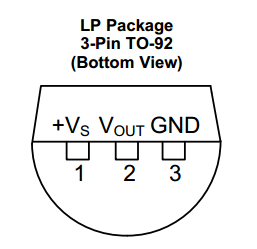 LP Package
3-Pin TO-92
(Bottom View)
+VS VOUT GND
1 2 3